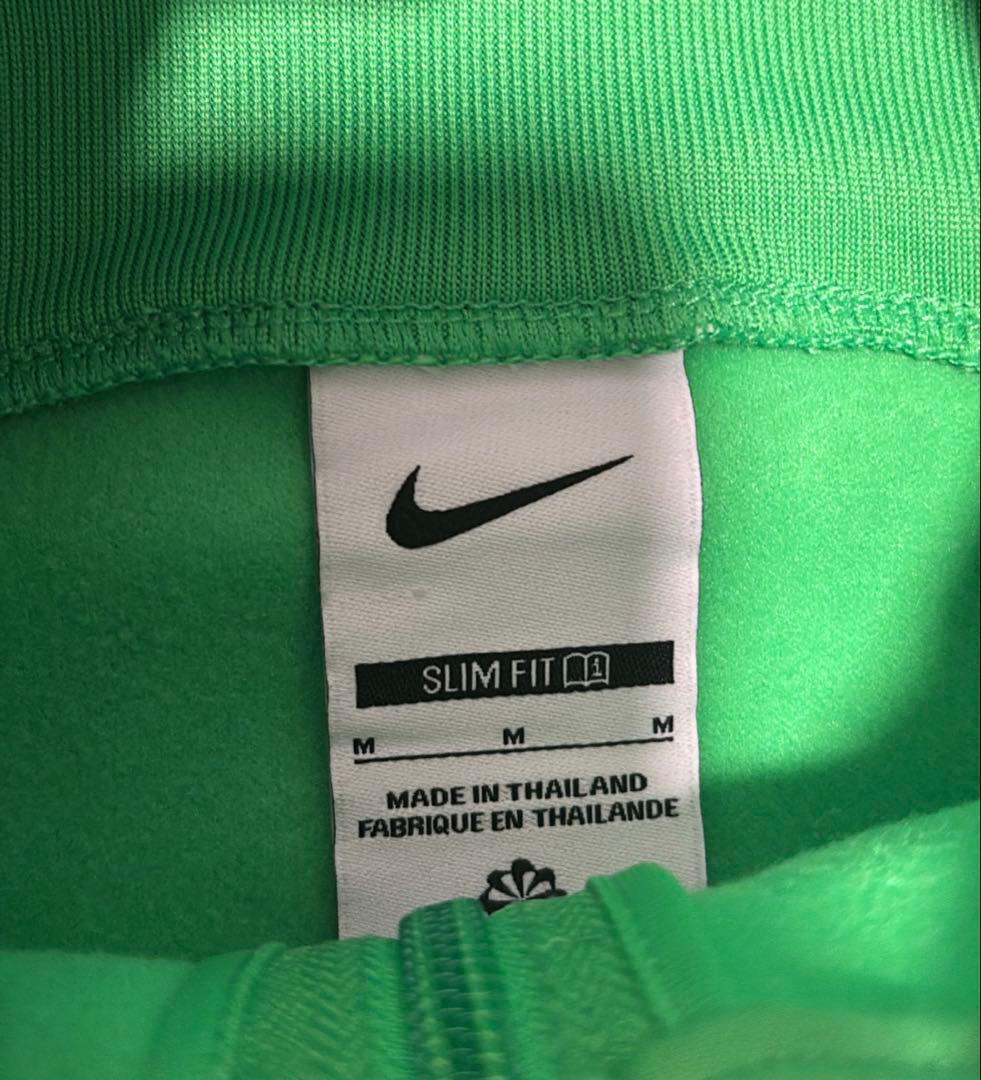 SLIM FIT
M M M
MADE IN THAILAND
FABRIQUE EN THAILANDE